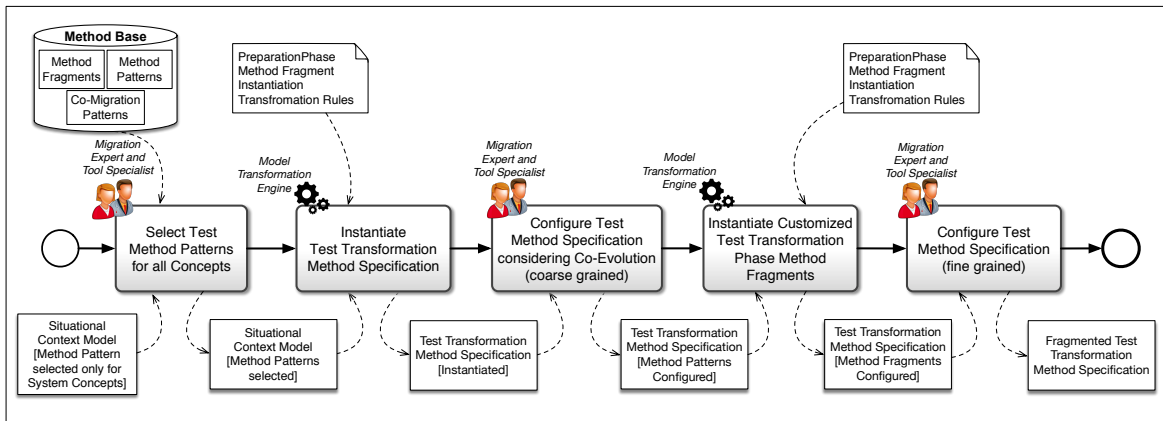 Method Base
Method
Fragments
Method
Patterns
Co-Migration
Patterns
PreparationPhase
Method Fragment
Instantiation
Transfromation Rules
PreparationPhase
Method Fragment
Instantiation
Transfromation Rules
Migration
Expert and
Tool Specialist
Model
Transformation
Engine
Migration
Expert and
Tool Specialist
Model
Transformation
Engine
Migration
Expert and
Tool Specialist
Select Test
Method Patterns
for all Concepts
Instantiate
Test Transformation
Method Specification
Configure Test
Method Specification
considering Co-Evolution
(coarse grained)
Instantiate Customized
Test Transformation
Phase Method
Fragments
Configure Test
Method Specification
(fine grained)
Situational
Context Model
[Method Pattern
selected only for
System Concepts]
Situational
Context Model
[Method Patterns
selected]
Test Transformation
Method Specification
[Instantiated]
Test Transformation
Method Specification
[Method Patterns
Configured]
Test Transformation
Method Specification
[Method Fragments
Configured]
Fragmented Test
Transformation
Method Specification